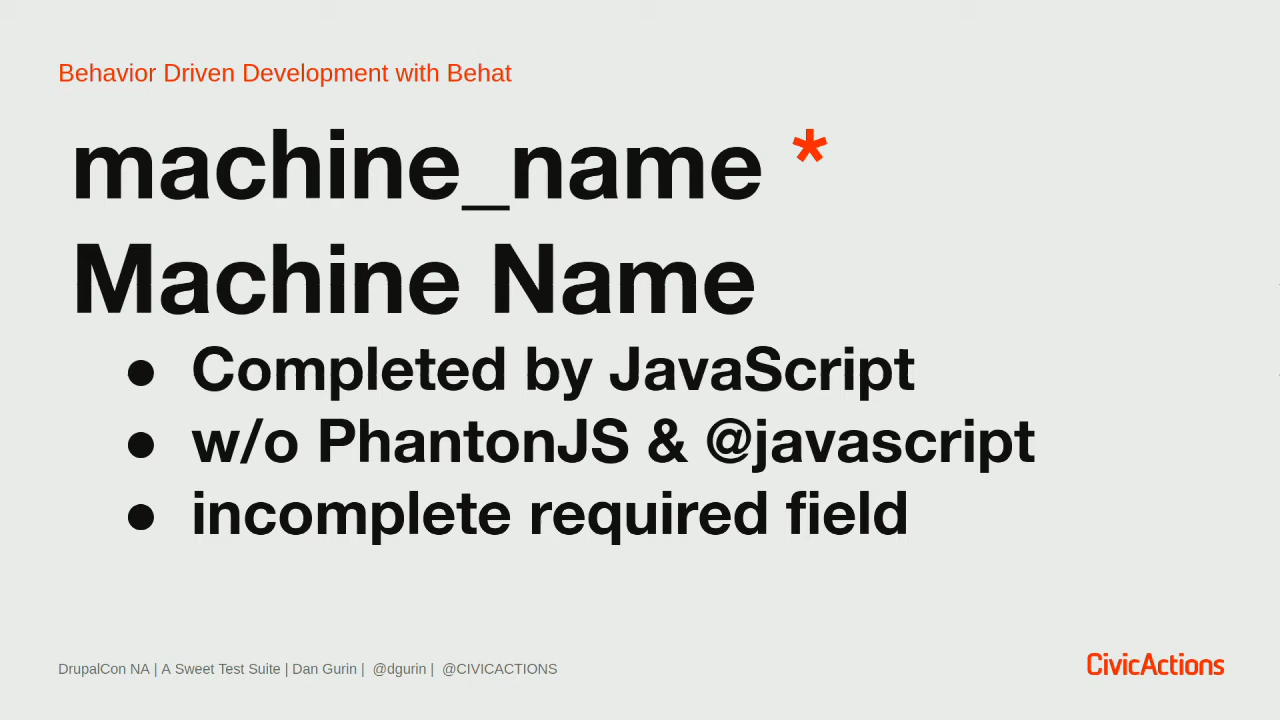 Behavior Driven Development with Behat
machine_name *
Machine Name
● Completed by JavaScript
● w/o PhantonJS & @javascript
● incomplete required field
DrupalCon NA | A Sweet Test Suite | Dan Gurin | @dgurin | @CIVICACTIONS
CivicActions